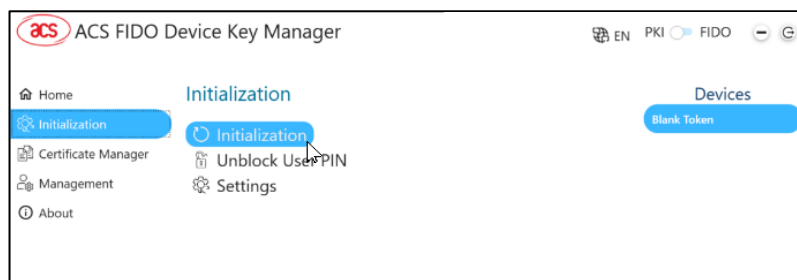 acs ACS FIDO Device Key Manager
EN PKI FIDO
Home
Initialization
Certificate Manager
Management
About
Initialization
Initialization
Unblock User PIN
Settings
Devices
Blank Token